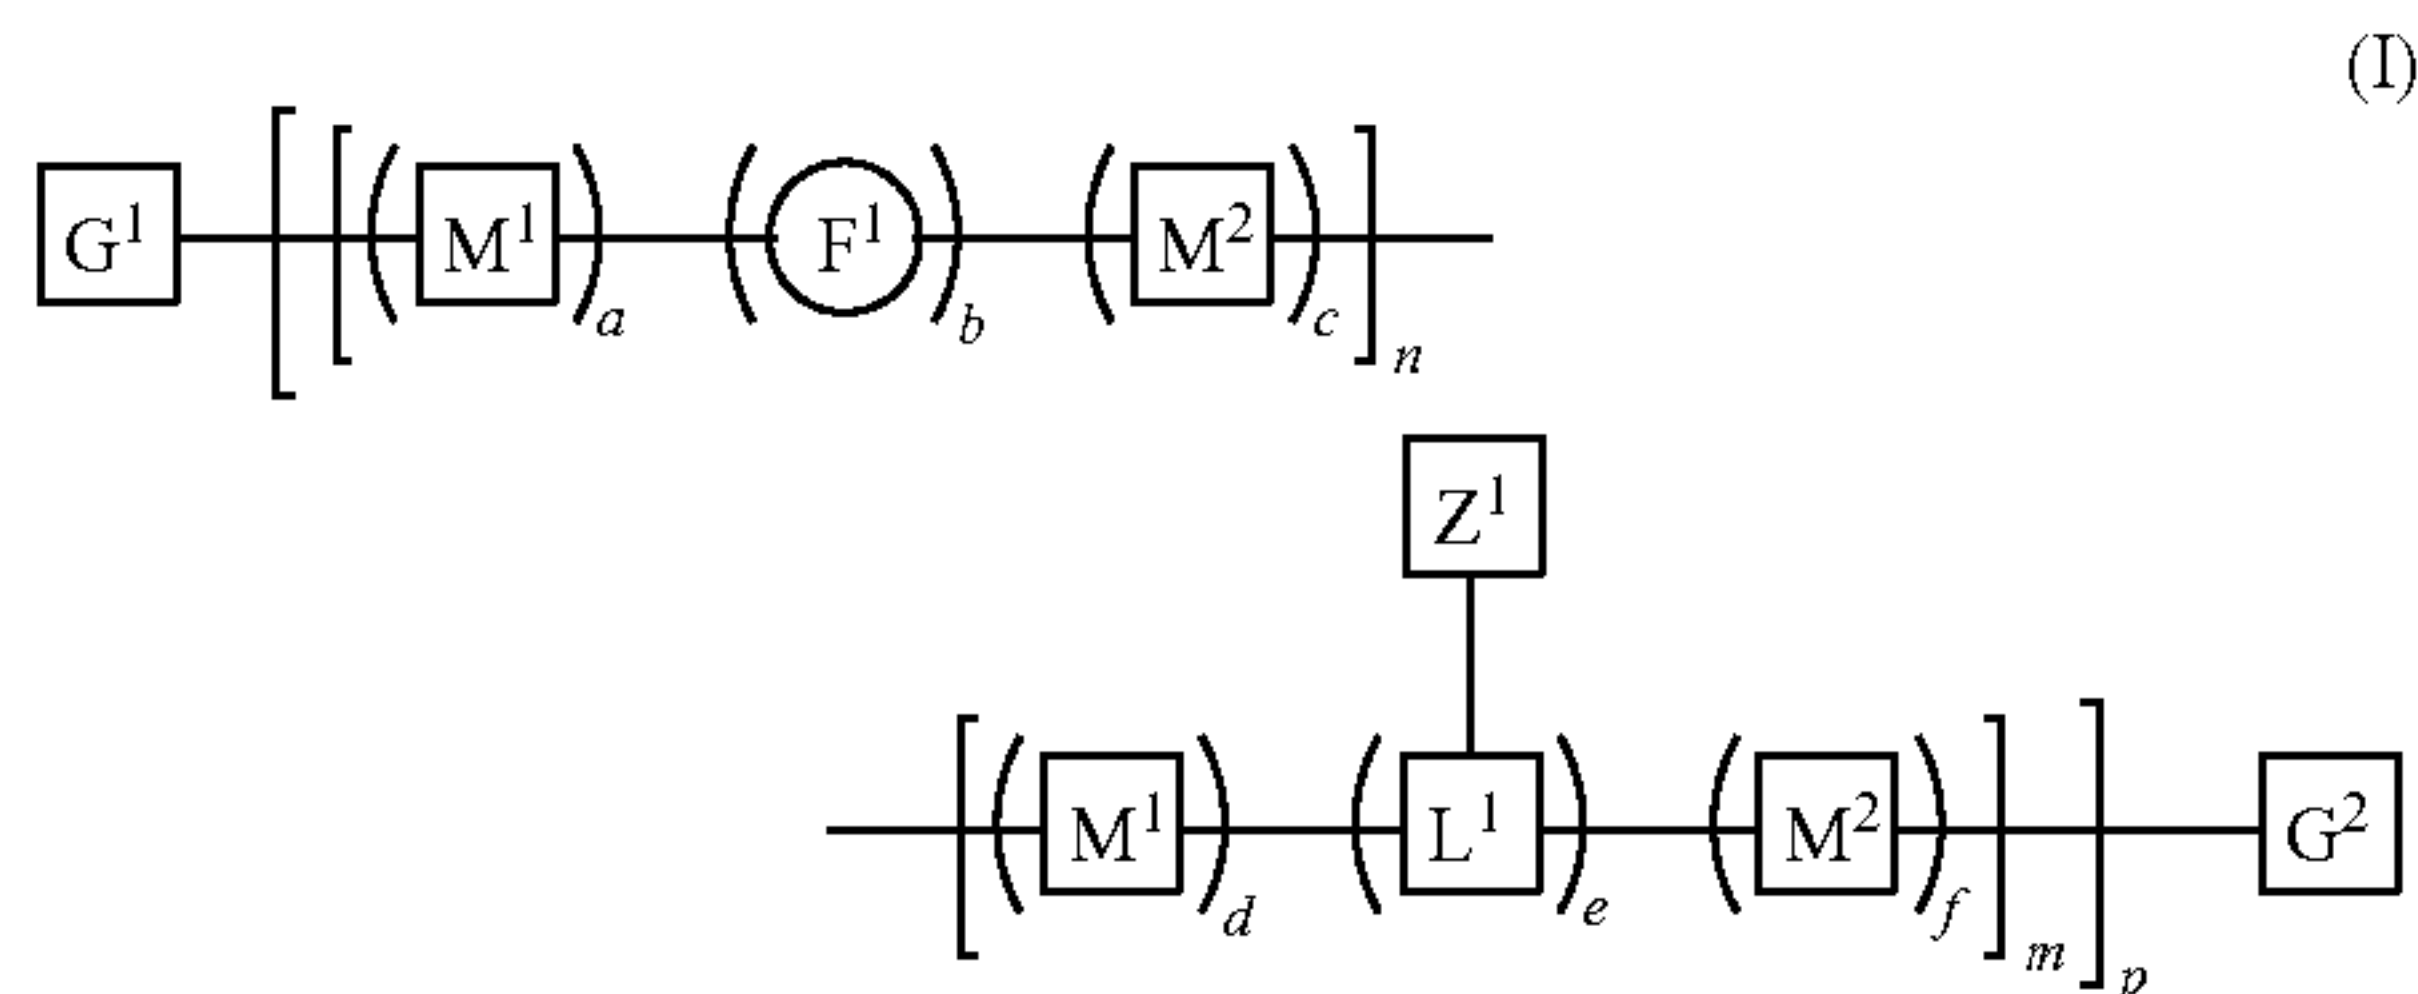 (I)
G¹ [ [ ( M¹ )a ( F¹ )b ( M² )c ]n
Z¹
[ ( M¹ )d ( L¹ )e ( M² )f ]m ]p G²